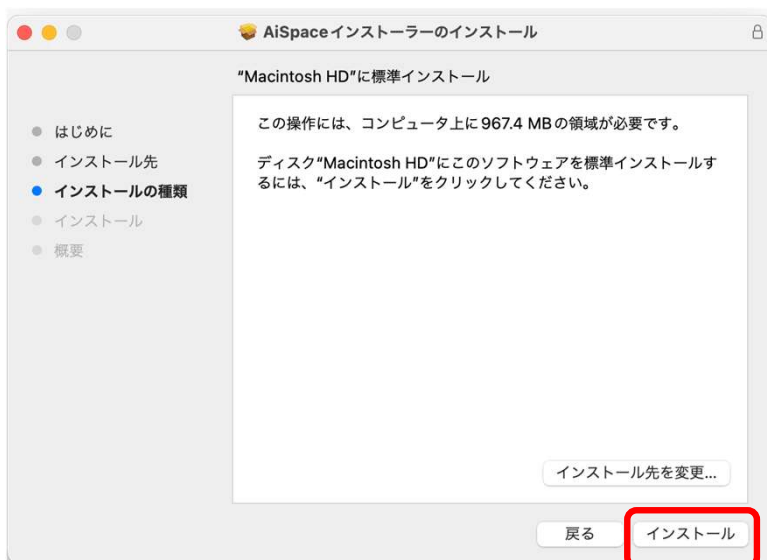 AiSpaceインストーラーのインストール
“Macintosh HD”に標準インストール
はじめに
インストール先
インストールの種類
インストール
概要
この操作には、コンピュータ上に967.4 MBの領域が必要です。
ディスク“Macintosh HD”にこのソフトウェアを標準インストールす
るには、“インストール”をクリックしてください。
インストール先を変更...
戻る
インストール